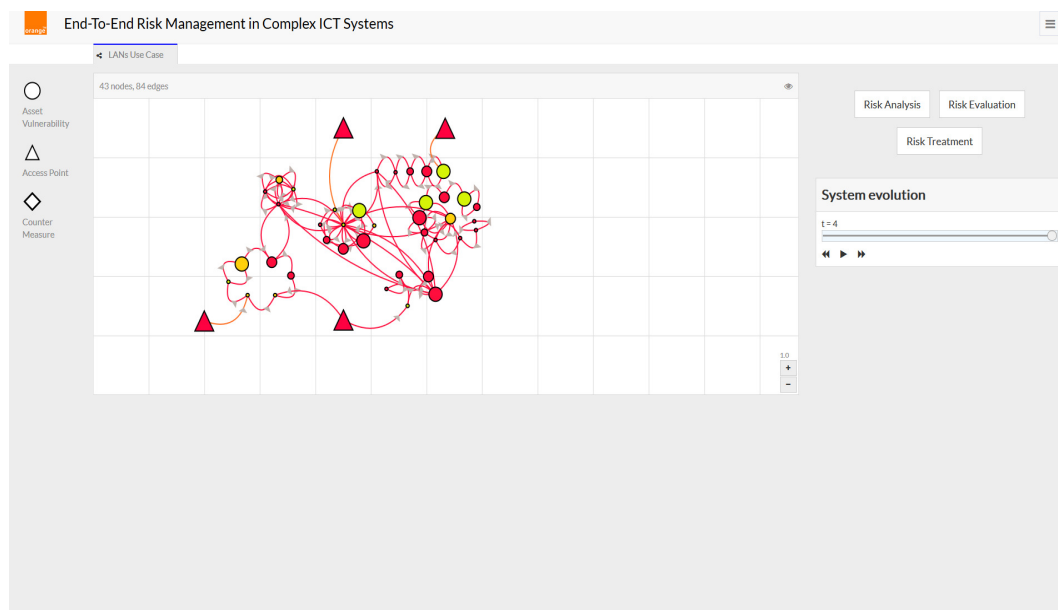 orange
End-To-End Risk Management in Complex ICT Systems
LANs Use Case
43 nodes, 84 edges
Asset
Vulnerability
Access Point
Counter
Measure
1.0
+
−
Risk Analysis
Risk Evaluation
Risk Treatment
System evolution
t = 4